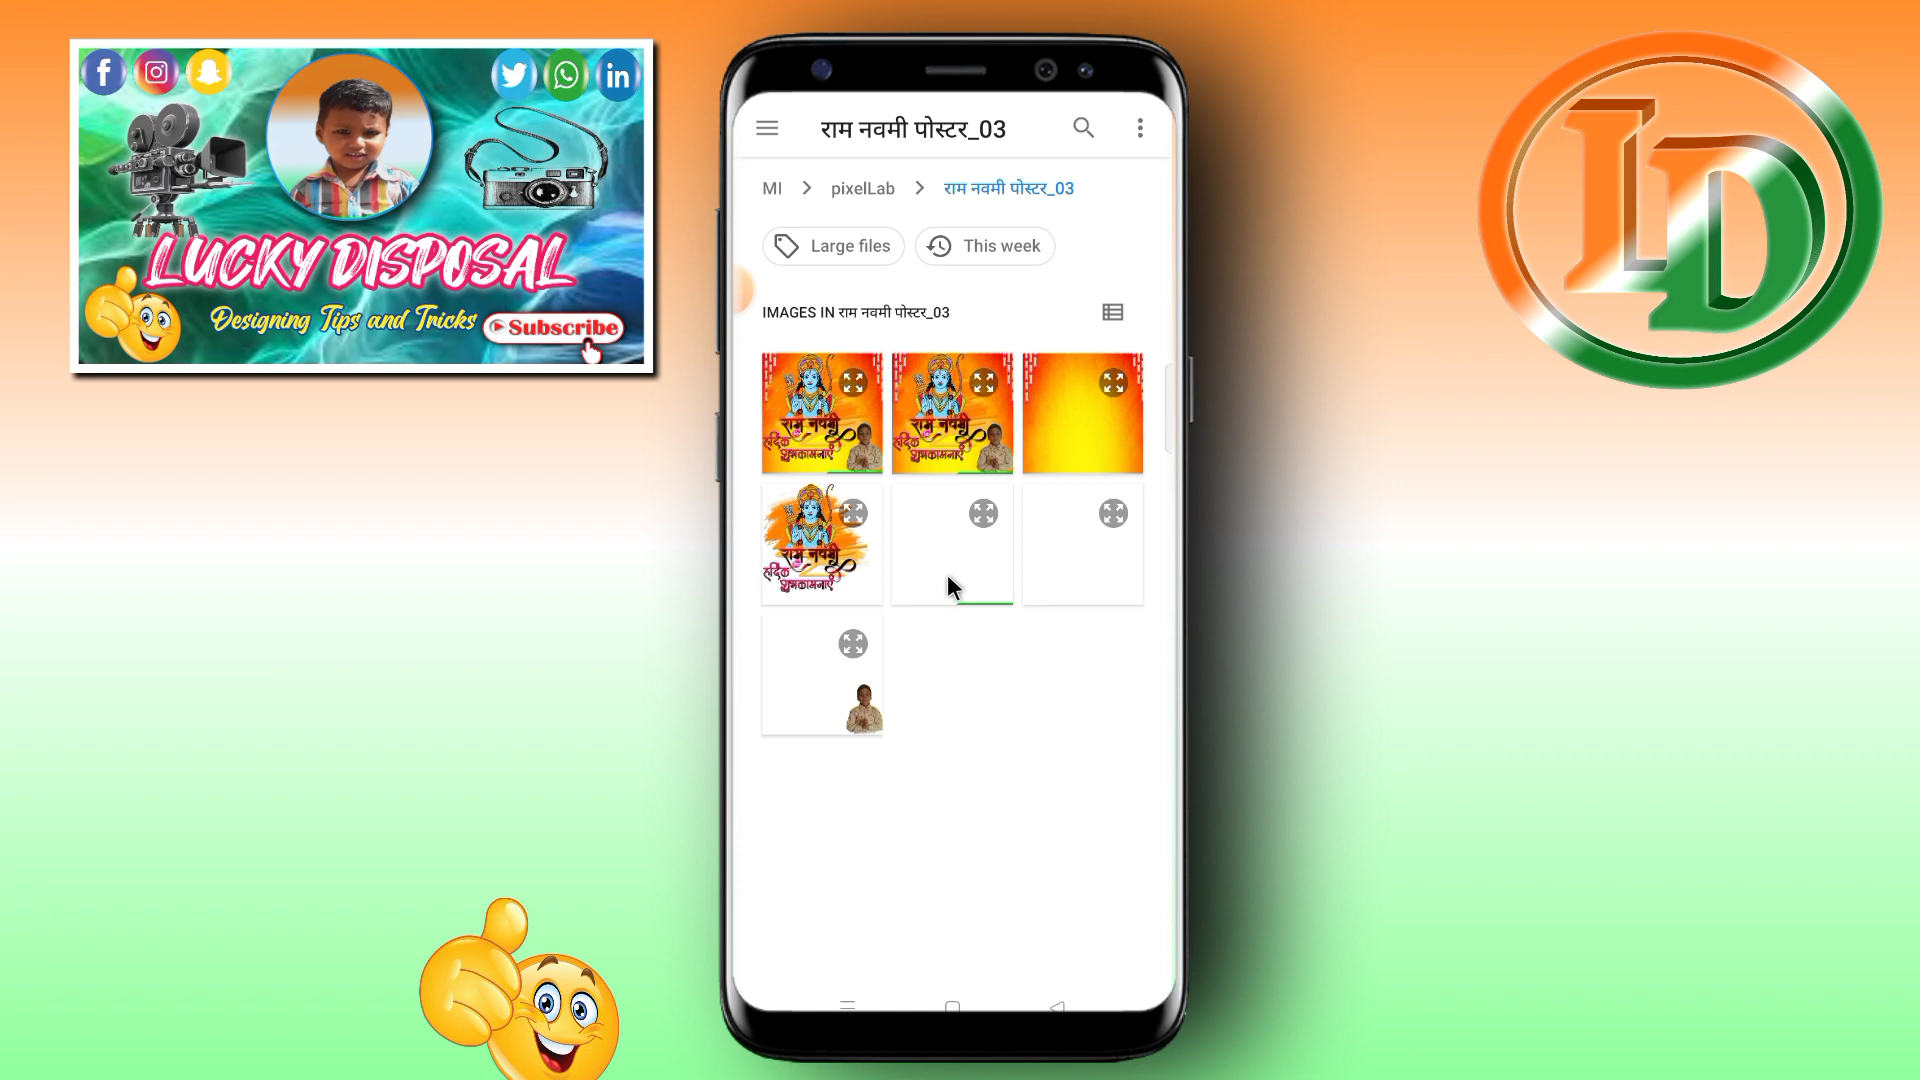 LUCKY DISPOSAL
Designing Tips and Tricks
Subscribe
LD
राम नवमी पोस्टर_03
MI > pixelLab > राम नवमी पोस्टर_03
Large files
This week
IMAGES IN राम नवमी पोस्टर_03
राम नवमी
हार्दिक
शुभकामनाएँ
राम नवमी
हार्दिक
शुभकामनाएँ
राम नवमी
हार्दिक
शुभकामनाएँ